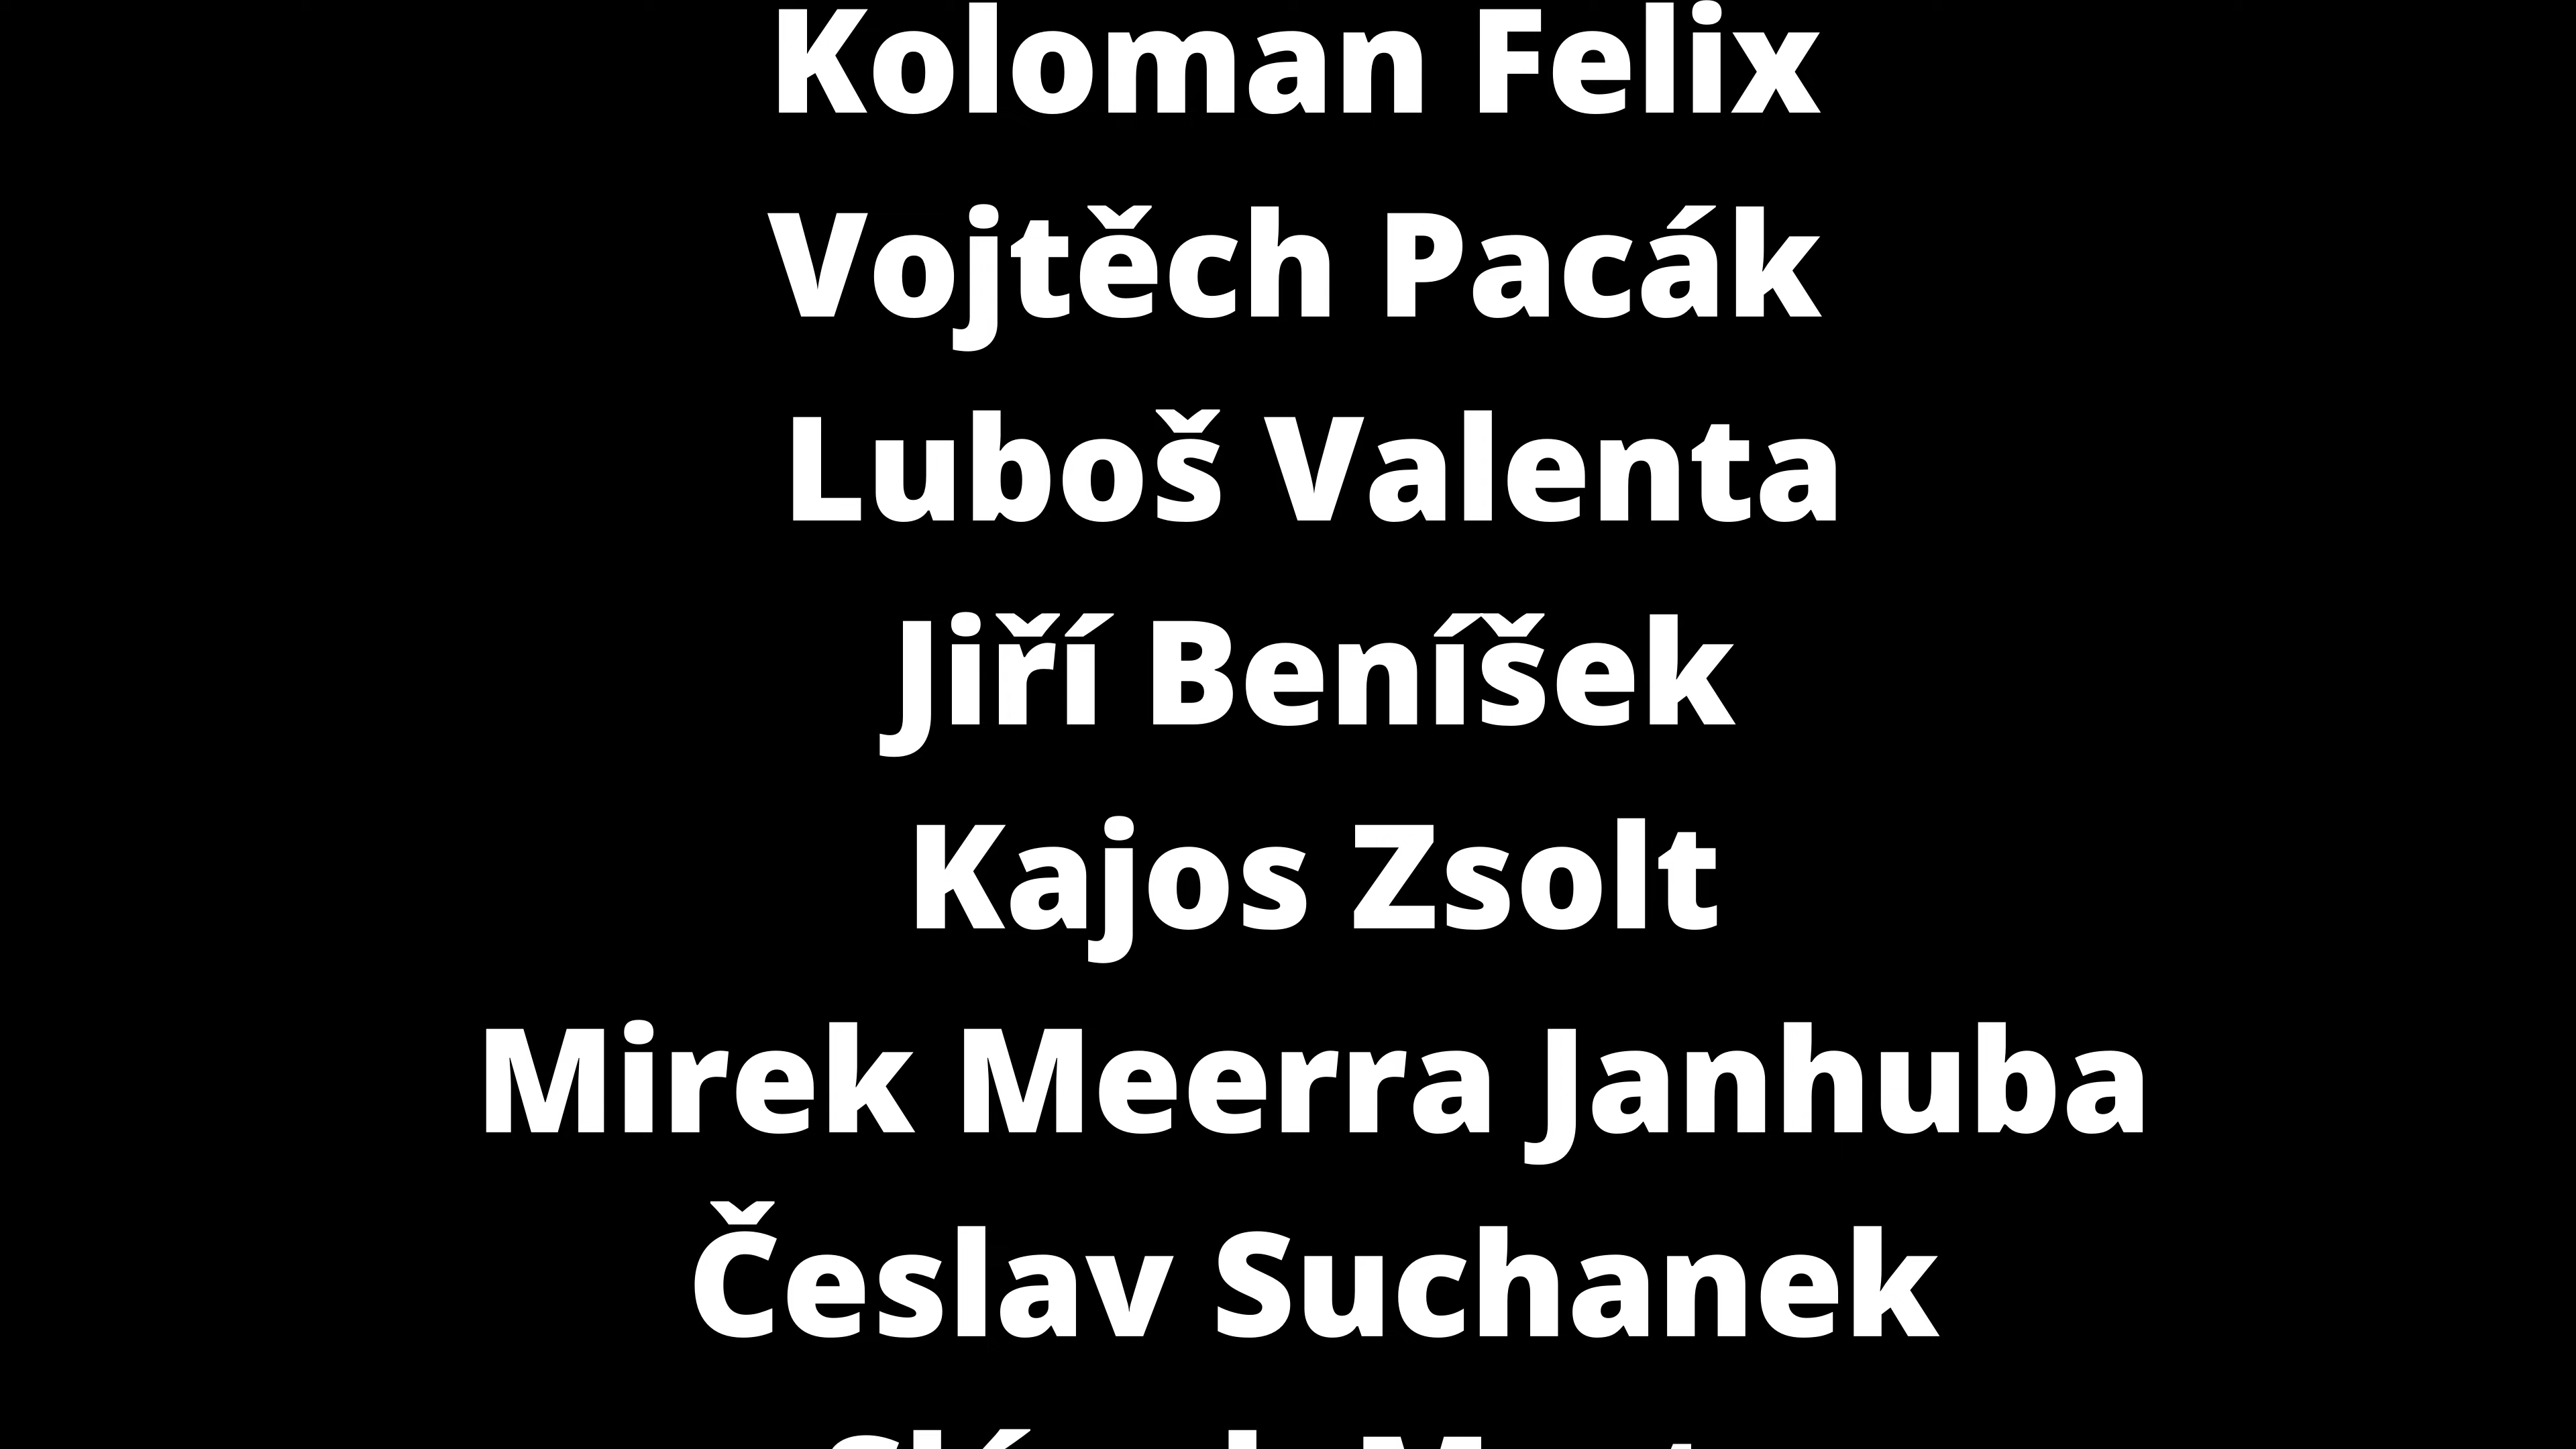 Koloman Felix
Vojtěch Pacák
Luboš Valenta
Jiří Beníšek
Kajos Zsolt
Mirek Meerra Janhuba
Česlav Suchanek